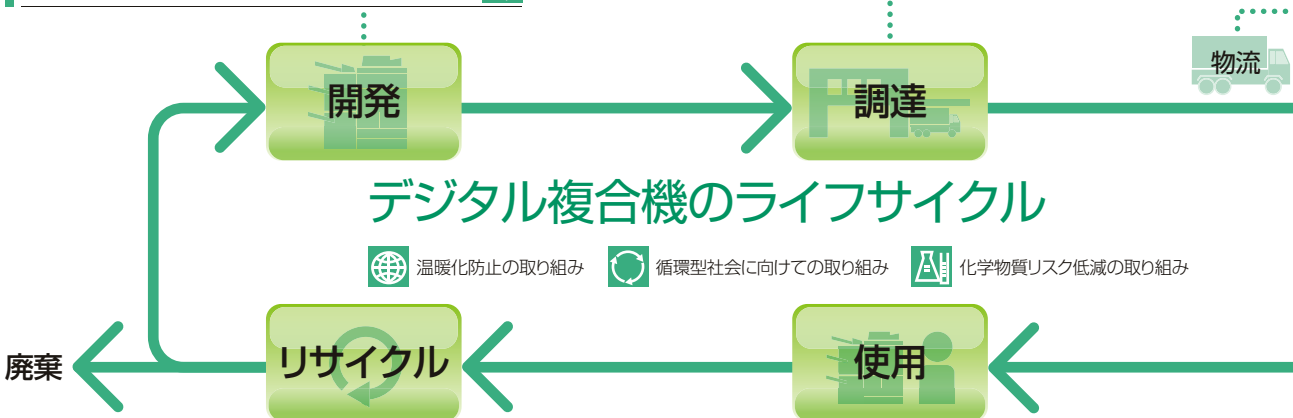 開発
調達
物流
デジタル複合機のライフサイクル
温暖化防止の取り組み
循環型社会に向けての取り組み
化学物質リスク低減の取り組み
廃棄
リサイクル
使用